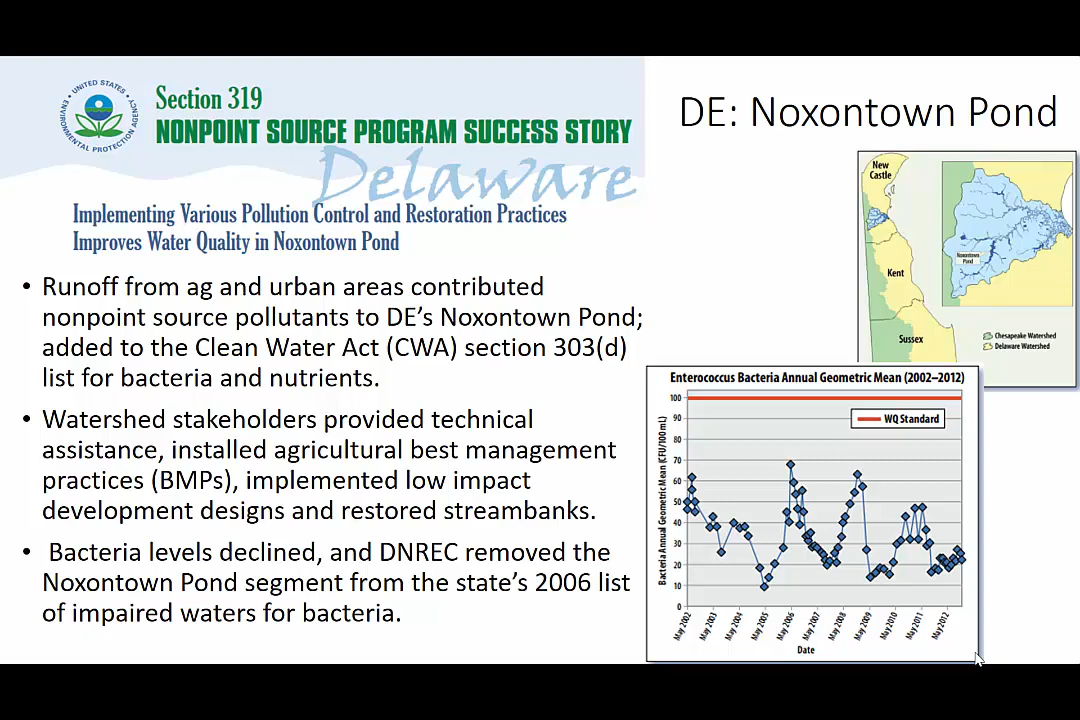 UNITED STATES
ENVIRONMENTAL PROTECTION AGENCY
Section 319
NONPOINT SOURCE PROGRAM SUCCESS STORY
Delaware
Implementing Various Pollution Control and Restoration Practices
Improves Water Quality in Noxontown Pond
DE: Noxontown Pond
• Runoff from ag and urban areas contributed
nonpoint source pollutants to DE’s Noxontown Pond;
added to the Clean Water Act (CWA) section 303(d)
list for bacteria and nutrients.
• Watershed stakeholders provided technical
assistance, installed agricultural best management
practices (BMPs), implemented low impact
development designs and restored streambanks.
• Bacteria levels declined, and DNREC removed the
Noxontown Pond segment from the state’s 2006 list
of impaired waters for bacteria.
New
Castle
Kent
Sussex
Noxontown
Pond
Chesapeake Watershed
Delaware Watershed
Enterococcus Bacteria Annual Geometric Mean (2002–2012)
WQ Standard
Bacteria Annual Geometric Mean (CFU/100 mL)
100
90
80
70
60
50
40
30
20
10
0
May 2002
May 2003
May 2004
May 2005
May 2006
May 2007
May 2008
May 2009
May 2010
May 2011
May 2012
Date